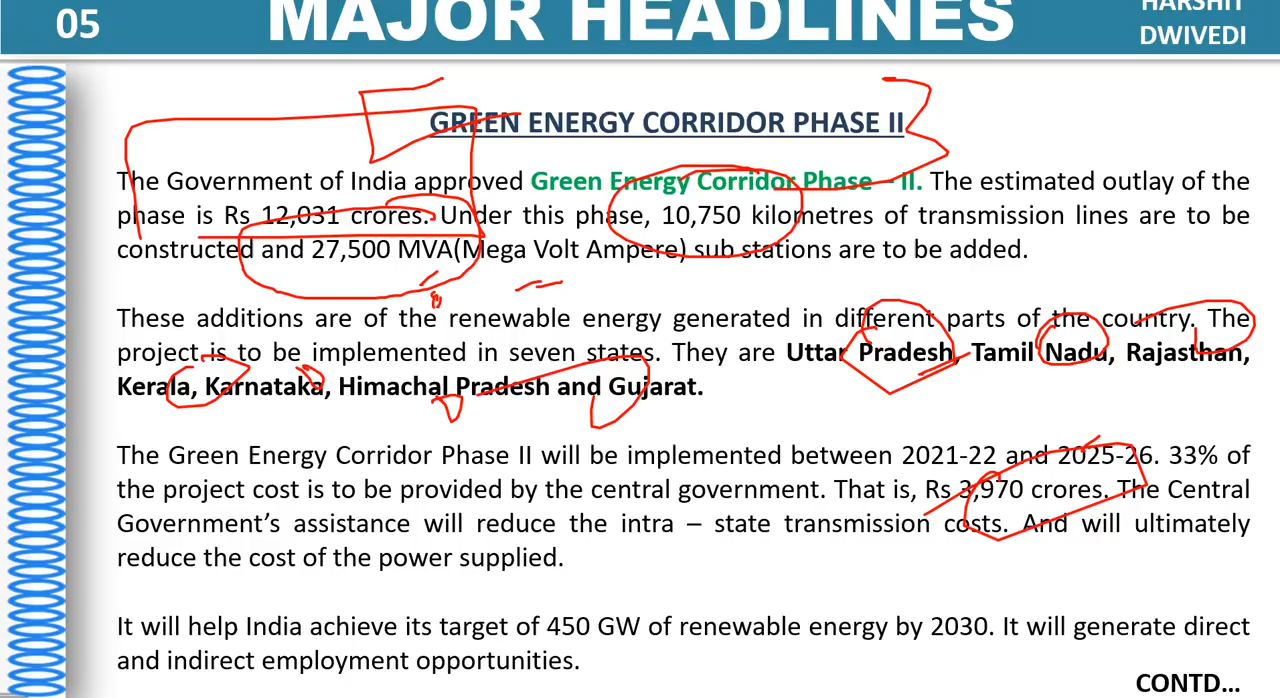 05
MAJOR HEADLINES
HARSHIT
DWIVEDI
GREEN ENERGY CORRIDOR PHASE II
The Government of India approved Green Energy Corridor Phase – II. The estimated outlay of the
phase is Rs 12,031 crores. Under this phase, 10,750 kilometres of transmission lines are to be
constructed and 27,500 MVA(Mega Volt Ampere) sub stations are to be added.
These additions are of the renewable energy generated in different parts of the country. The
project is to be implemented in seven states. They are Uttar Pradesh, Tamil Nadu, Rajasthan,
Kerala, Karnataka, Himachal Pradesh and Gujarat.
The Green Energy Corridor Phase II will be implemented between 2021-22 and 2025-26. 33% of
the project cost is to be provided by the central government. That is, Rs 3,970 crores. The Central
Government's assistance will reduce the intra – state transmission costs. And will ultimately
reduce the cost of the power supplied.
It will help India achieve its target of 450 GW of renewable energy by 2030. It will generate direct
and indirect employment opportunities.
CONTD...